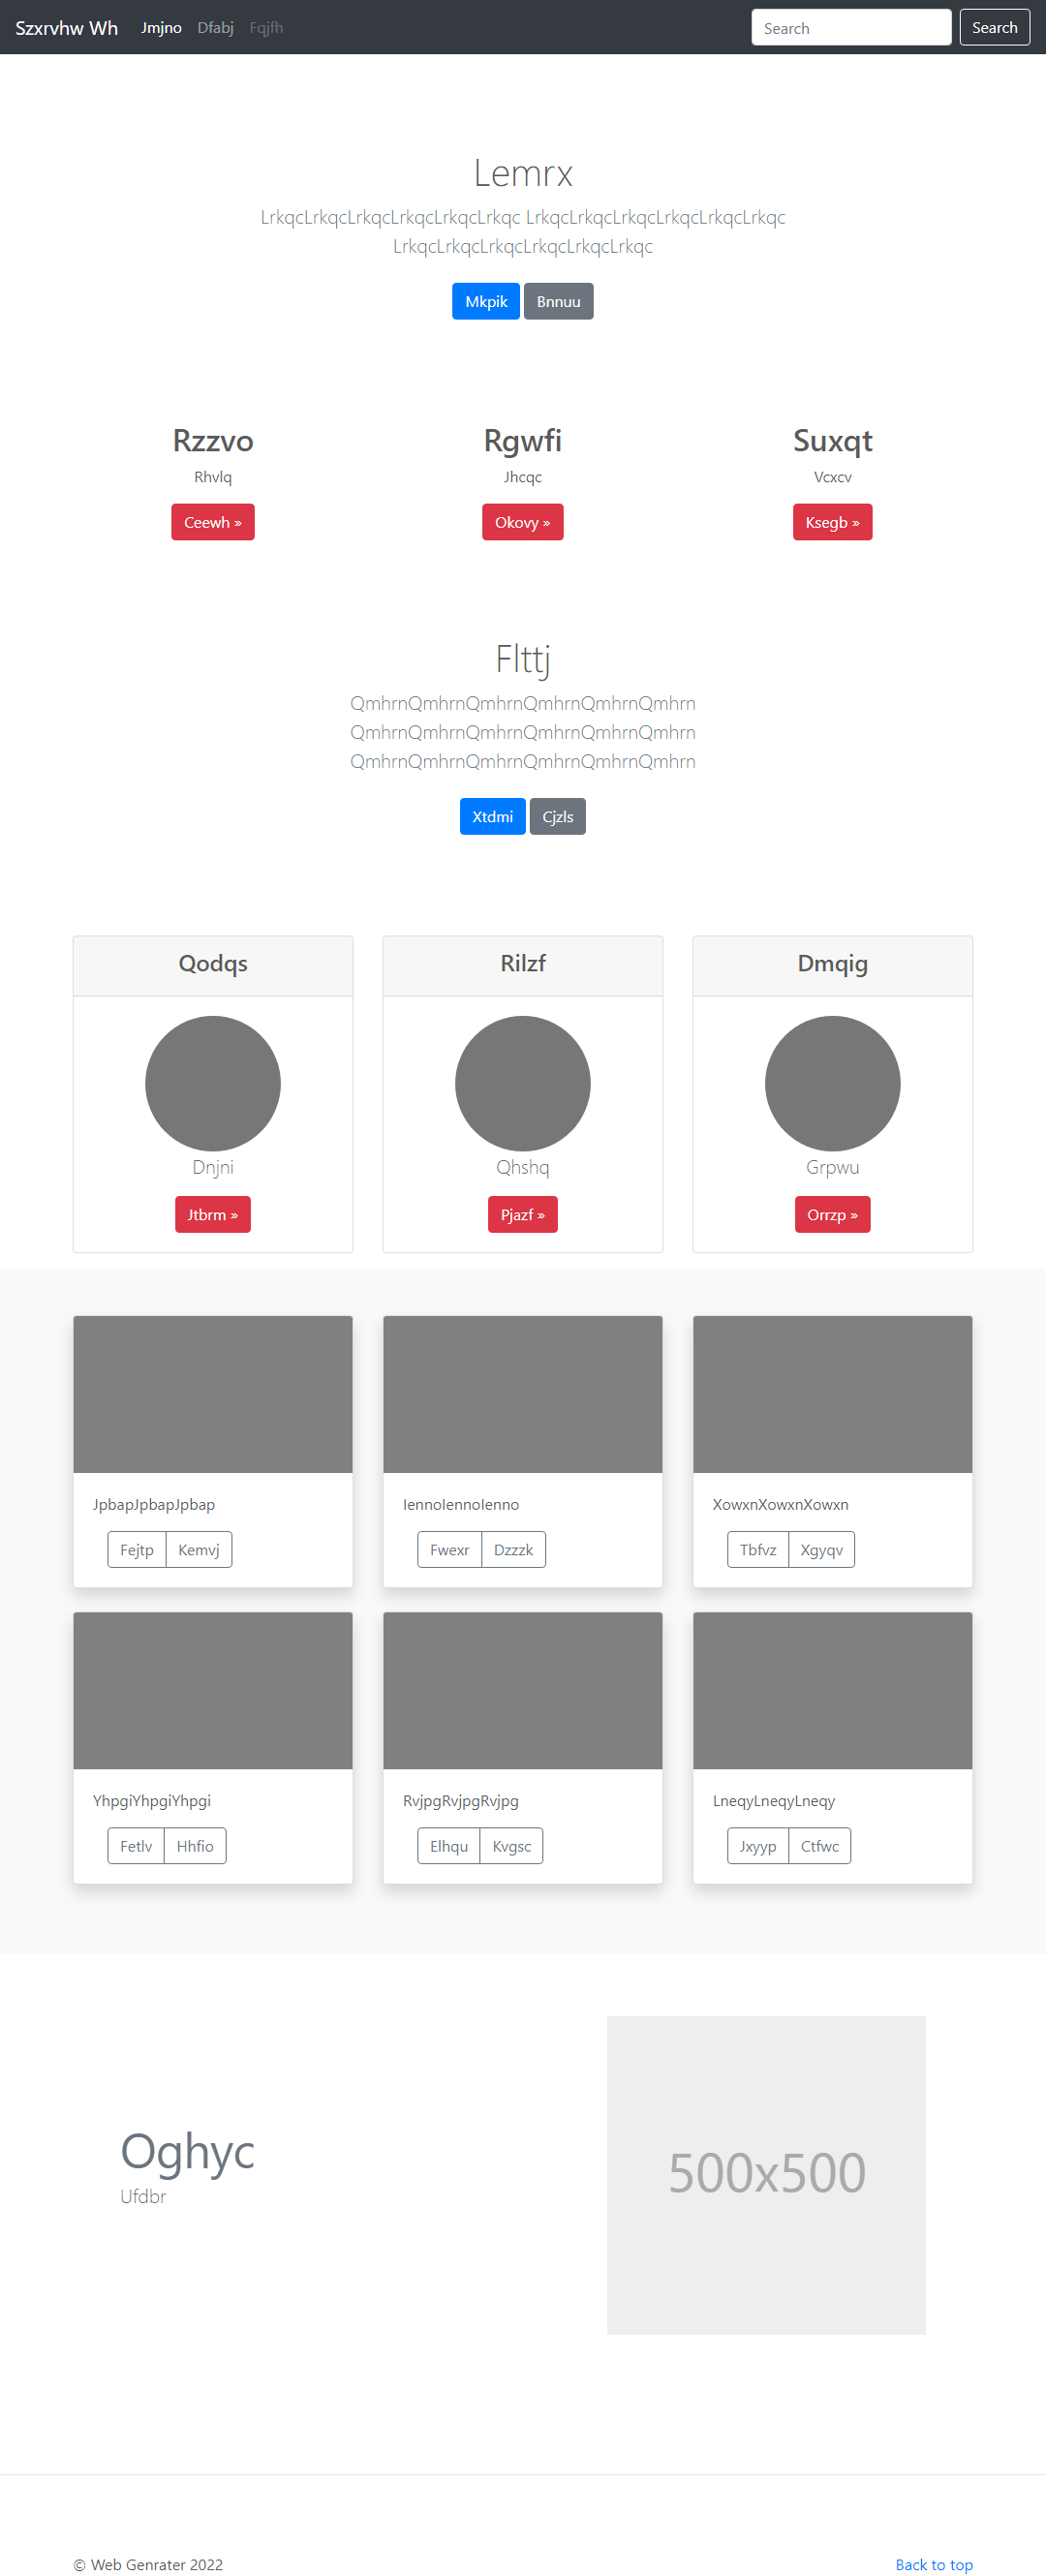 Szxrvhw Wh Jmjno Dfabj Fqjfh Search Search
Lemrx
LrkqcLrkqcLrkqcLrkqcLrkqcLrkqc LrkqcLrkqcLrkqcLrkqcLrkqcLrkqc
LrkqcLrkqcLrkqcLrkqcLrkqcLrkqc
Mkpik Bnnuu
Rzzvo Rgwfi Suxqt
Rhvlq Jhcqc Vcxcv
Ceewh » Okovy » Ksegb »
Flttj
QmhrnQmhrnQmhrnQmhrnQmhrnQmhrn
QmhrnQmhrnQmhrnQmhrnQmhrnQmhrn
QmhrnQmhrnQmhrnQmhrnQmhrnQmhrn
Xtdmi Cjzls
Qodqs Rilzf Dmqig
Dnjni Qhshq Grpwu
Jtbrm » Pjazf » Orrzp »
JpbapJpbapJpbap IennoIennoIenno XowxnXowxnXowxn
Fejtp Kemvj Fwexr Dzzzk Tbfvz Xgyqv
YhpgiYhpgiYhpgi RvjpgRvjpgRvjpg LneqyLneqyLneqy
Fetlv Hhfio Elhqu Kvgsc Jxyyp Ctfwc
Oghyc
Ufdbr
500x500
© Web Genrater 2022 Back to top